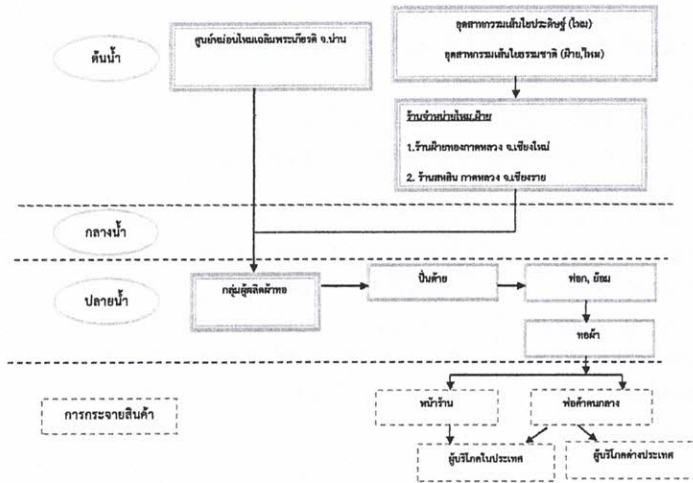 ต้นน้ำ
ศูนย์หม่อนไหมเฉลิมพระเกียรติ จ.น่าน
อุตสาหกรรมเส้นใยประดิษฐ์ (ไหม)
อุตสาหกรรมเส้นใยธรรมชาติ (ฝ้าย,ไหม)
ร้านจำหน่ายไหม,ฝ้าย
1.ร้านฝ้ายทองกาดหลวง จ.เชียงใหม่
2. ร้านสหสิน กาดหลวง จ.เชียงราย
กลางน้ำ
ปลายน้ำ
กลุ่มผู้ผลิตผ้าทอ
ปั่นด้าย
ฟอก, ย้อม
ทอผ้า
การกระจายสินค้า
หน้าร้าน
พ่อค้าคนกลาง
ผู้บริโภคในประเทศ
ผู้บริโภคต่างประเทศ